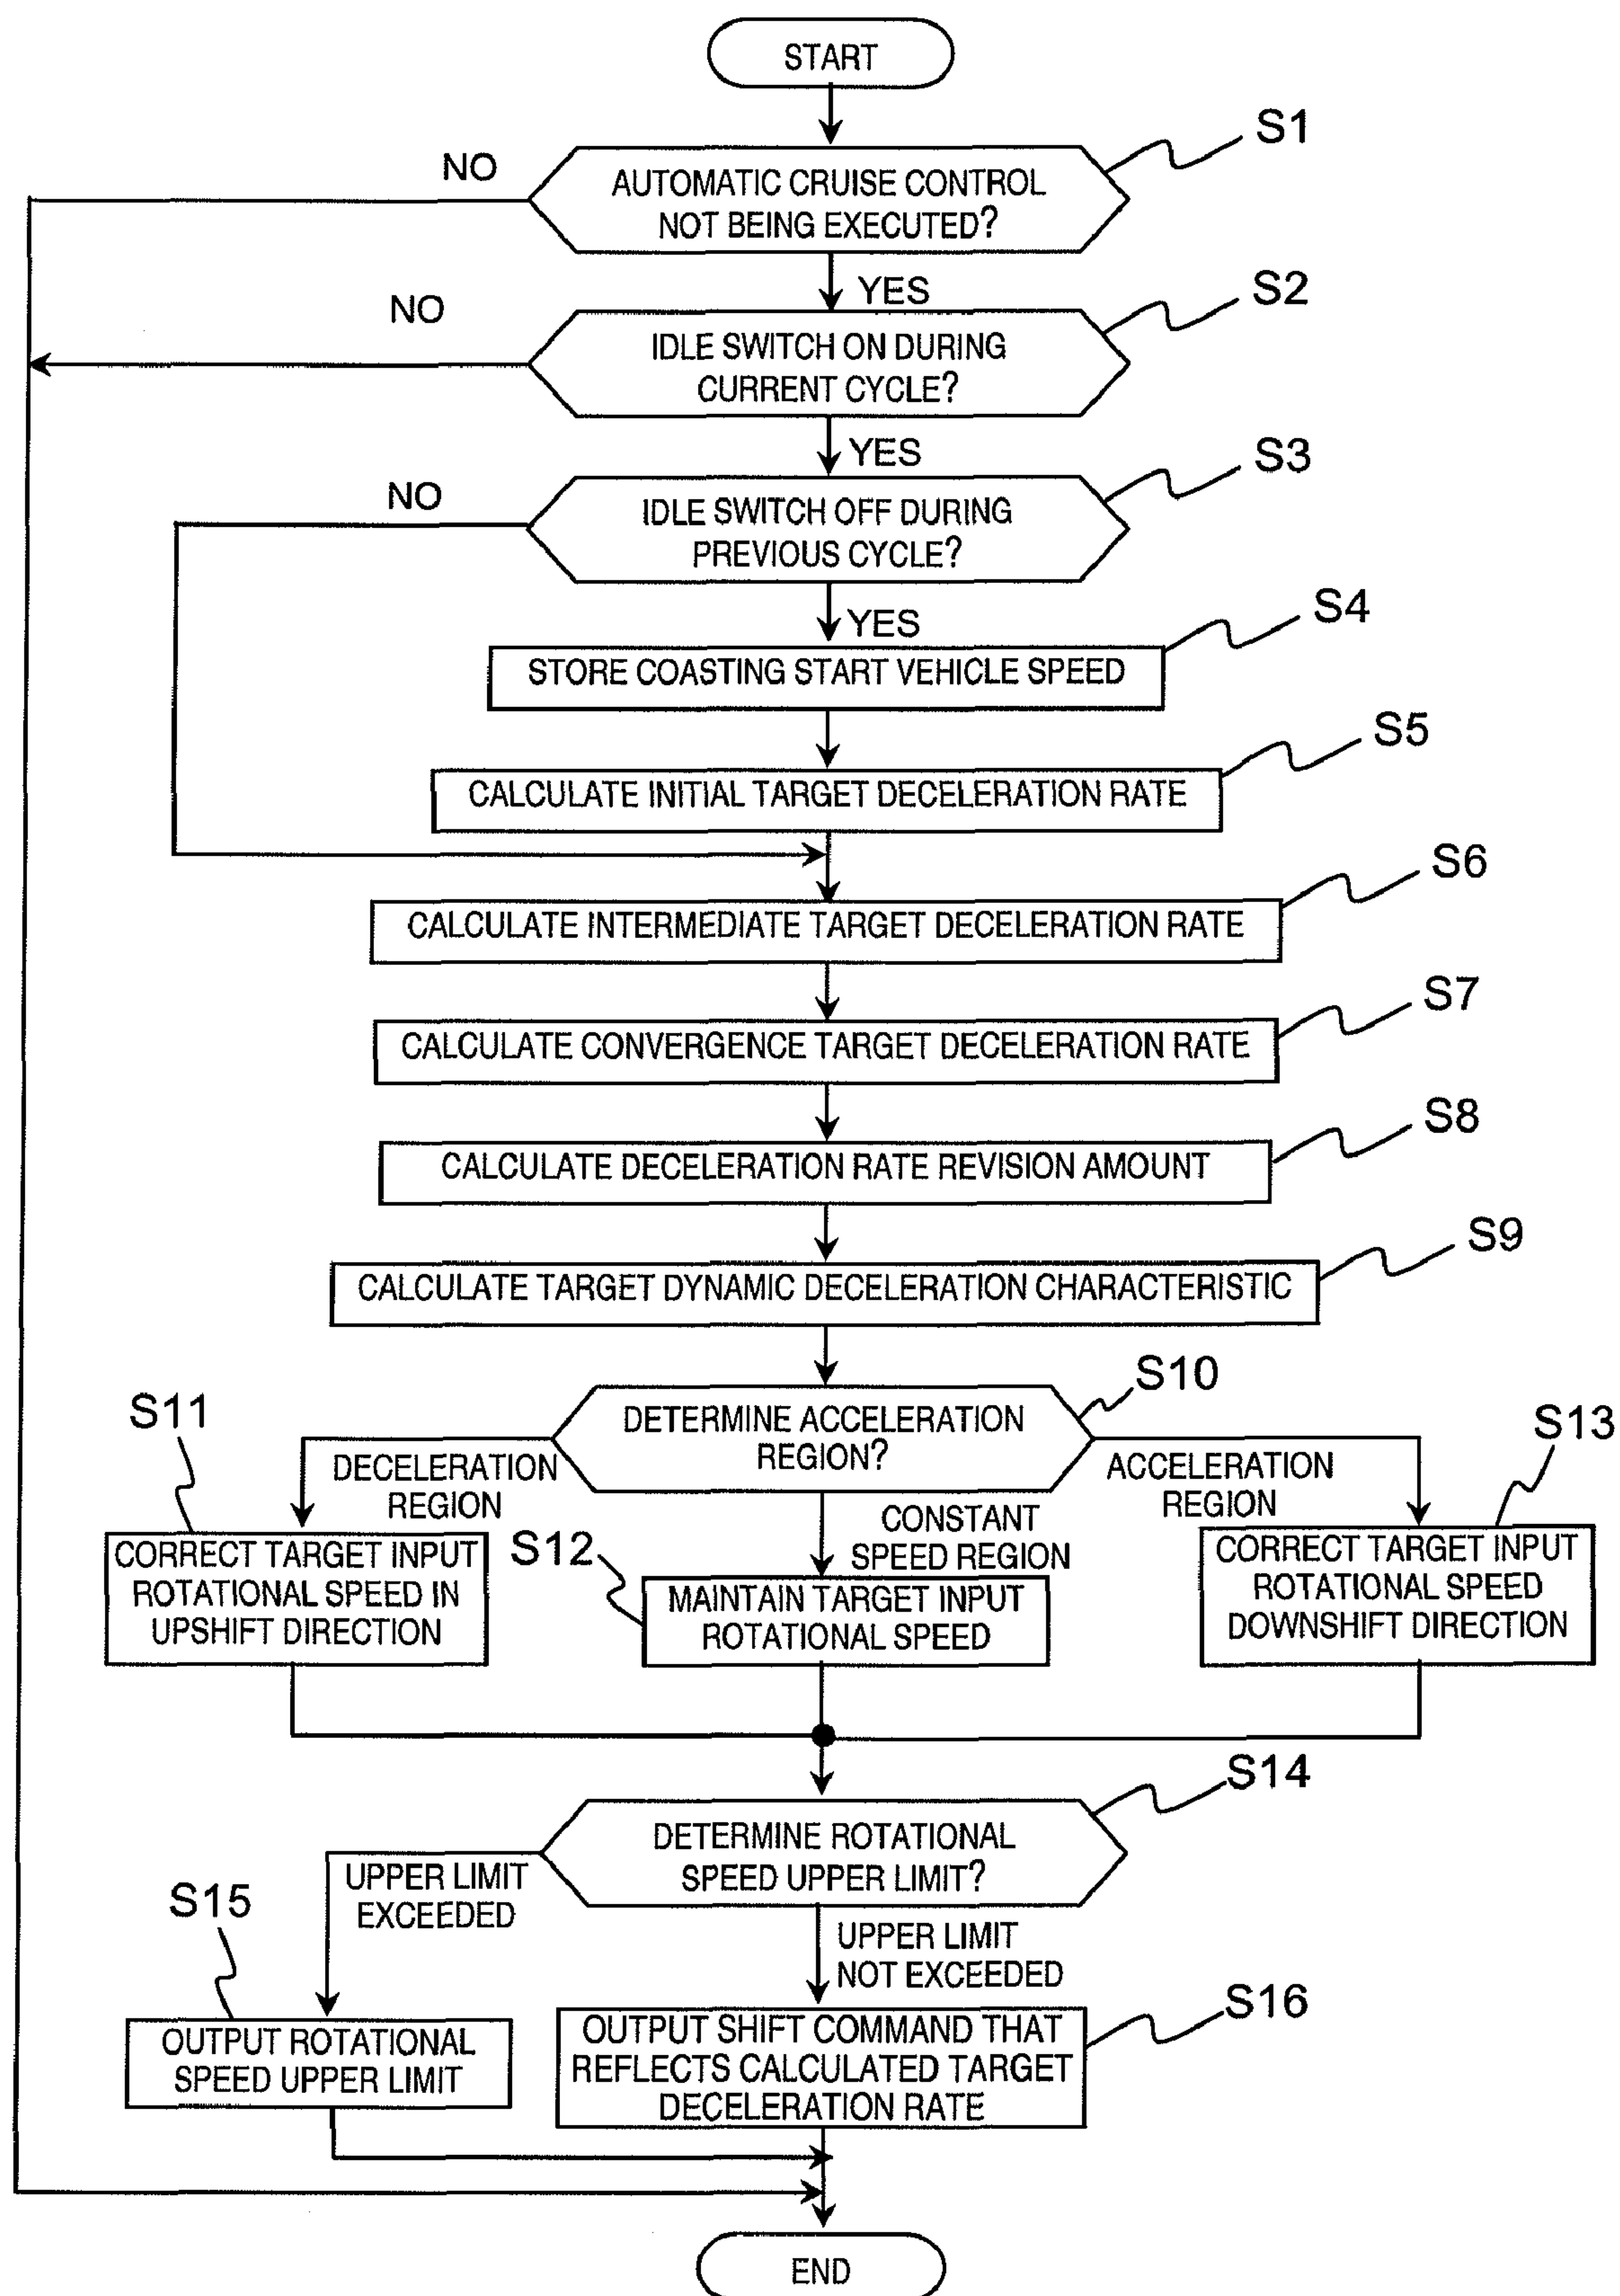 START
S1
NO
AUTOMATIC CRUISE CONTROL
NOT BEING EXECUTED?
YES
S2
NO
IDLE SWITCH ON DURING
CURRENT CYCLE?
YES
S3
NO
IDLE SWITCH OFF DURING
PREVIOUS CYCLE?
YES
S4
STORE COASTING START VEHICLE SPEED
S5
CALCULATE INITIAL TARGET DECELERATION RATE
S6
CALCULATE INTERMEDIATE TARGET DECELERATION RATE
S7
CALCULATE CONVERGENCE TARGET DECELERATION RATE
S8
CALCULATE DECELERATION RATE REVISION AMOUNT
S9
CALCULATE TARGET DYNAMIC DECELERATION CHARACTERISTIC
S10
DETERMINE ACCELERATION
REGION?
S11
DECELERATION
REGION
CORRECT TARGET INPUT
ROTATIONAL SPEED IN
UPSHIFT DIRECTION
CONSTANT
SPEED REGION
S12
MAINTAIN TARGET INPUT
ROTATIONAL SPEED
ACCELERATION
REGION
S13
CORRECT TARGET INPUT
ROTATIONAL SPEED
DOWNSHIFT DIRECTION
S14
DETERMINE ROTATIONAL
SPEED UPPER LIMIT?
UPPER LIMIT
EXCEEDED
S15
OUTPUT ROTATIONAL
SPEED UPPER LIMIT
UPPER LIMIT
NOT EXCEEDED
S16
OUTPUT SHIFT COMMAND THAT
REFLECTS CALCULATED TARGET
DECELERATION RATE
END